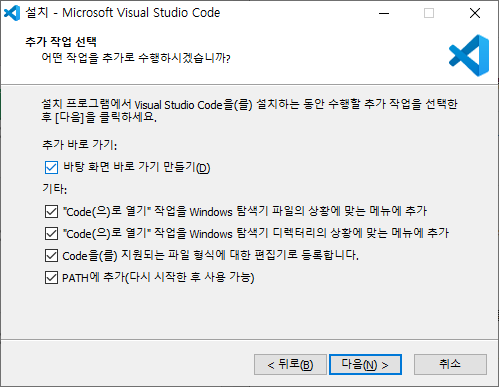 설치 - Microsoft Visual Studio Code
추가 작업 선택
어떤 작업을 추가로 수행하시겠습니까?
설치 프로그램에서 Visual Studio Code을(를) 설치하는 동안 수행할 추가 작업을 선택한
후 [다음]을 클릭하세요.
추가 바로 가기:
바탕 화면 바로 가기 만들기(D)
기타:
"Code(으)로 열기" 작업을 Windows 탐색기 파일의 상황에 맞는 메뉴에 추가
"Code(으)로 열기" 작업을 Windows 탐색기 디렉터리의 상황에 맞는 메뉴에 추가
Code을(를) 지원되는 파일 형식에 대한 편집기로 등록합니다.
PATH에 추가(다시 시작한 후 사용 가능)
< 뒤로(B) 다음(N) > 취소